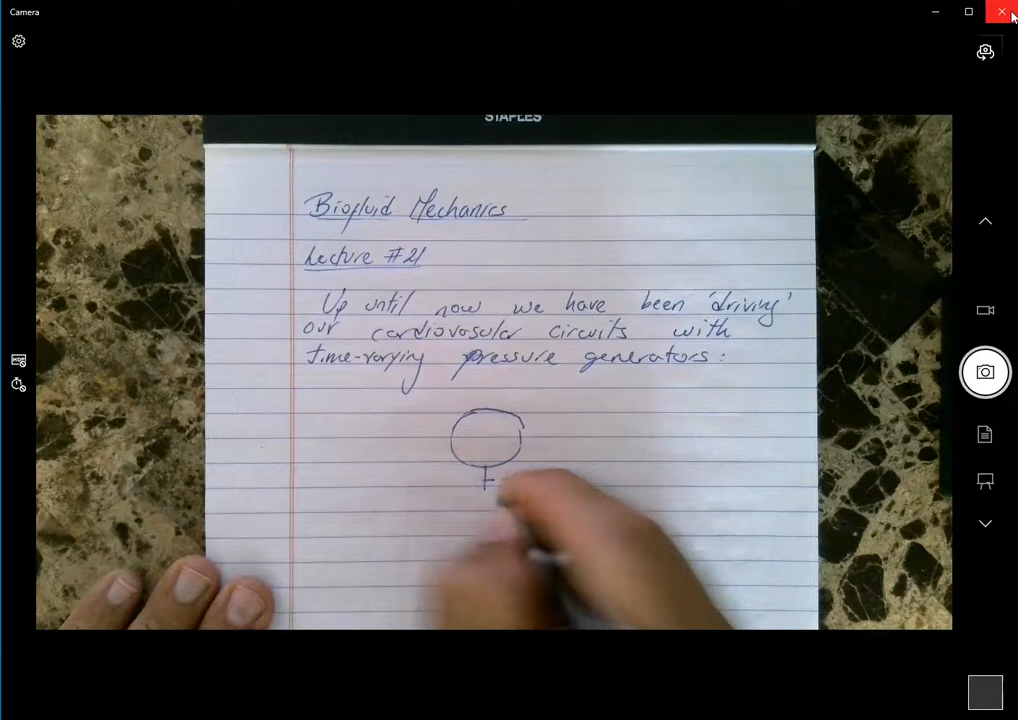 Camera
STAPLES
Biofluid Mechanics
Lecture #21
Up until now we have been 'driving'
our cardiovasular circuits with
time-varying pressure generators: